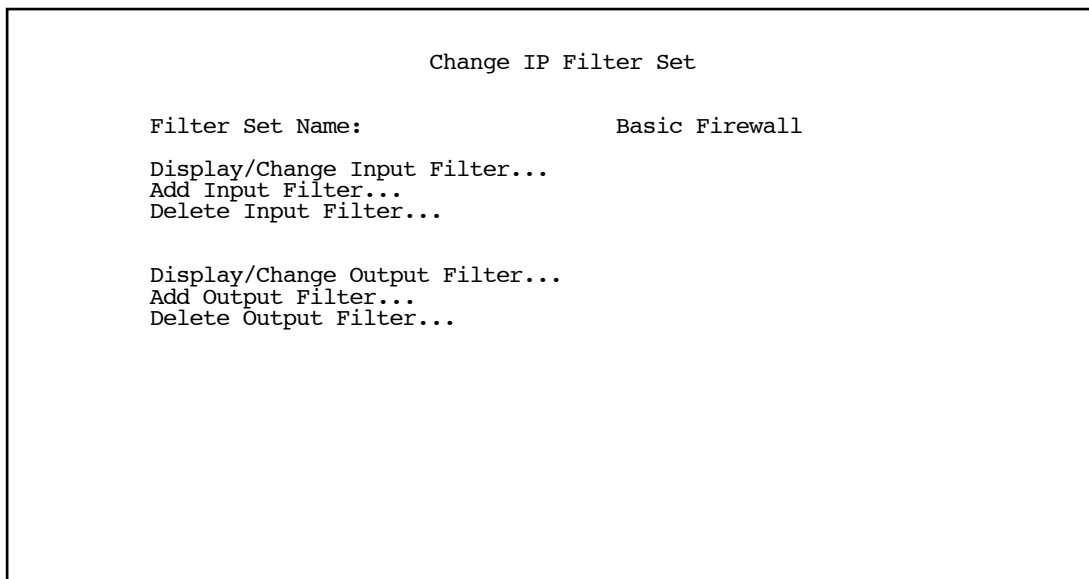 Change IP Filter Set
Filter Set Name: Basic Firewall
Display/Change Input Filter...
Add Input Filter...
Delete Input Filter...
Display/Change Output Filter...
Add Output Filter...
Delete Output Filter...